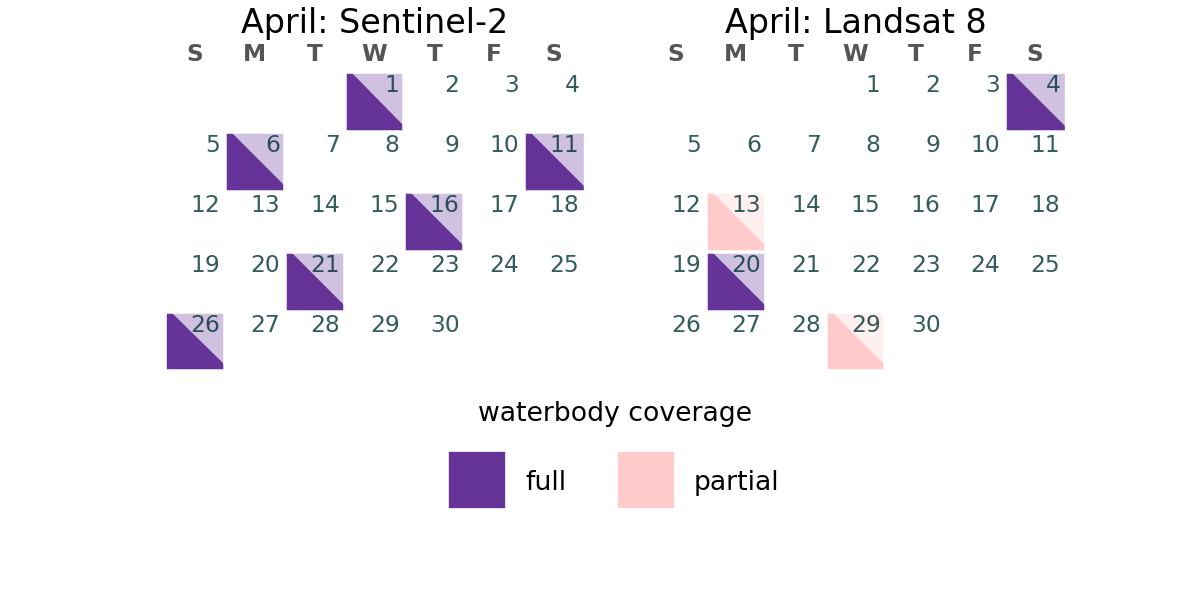 April: Sentinel-2
S M T W T F S
1 2 3 4
5 6 7 8 9 10 11
12 13 14 15 16 17 18
19 20 21 22 23 24 25
26 27 28 29 30
April: Landsat 8
S M T W T F S
1 2 3 4
5 6 7 8 9 10 11
12 13 14 15 16 17 18
19 20 21 22 23 24 25
26 27 28 29 30
waterbody coverage
full partial